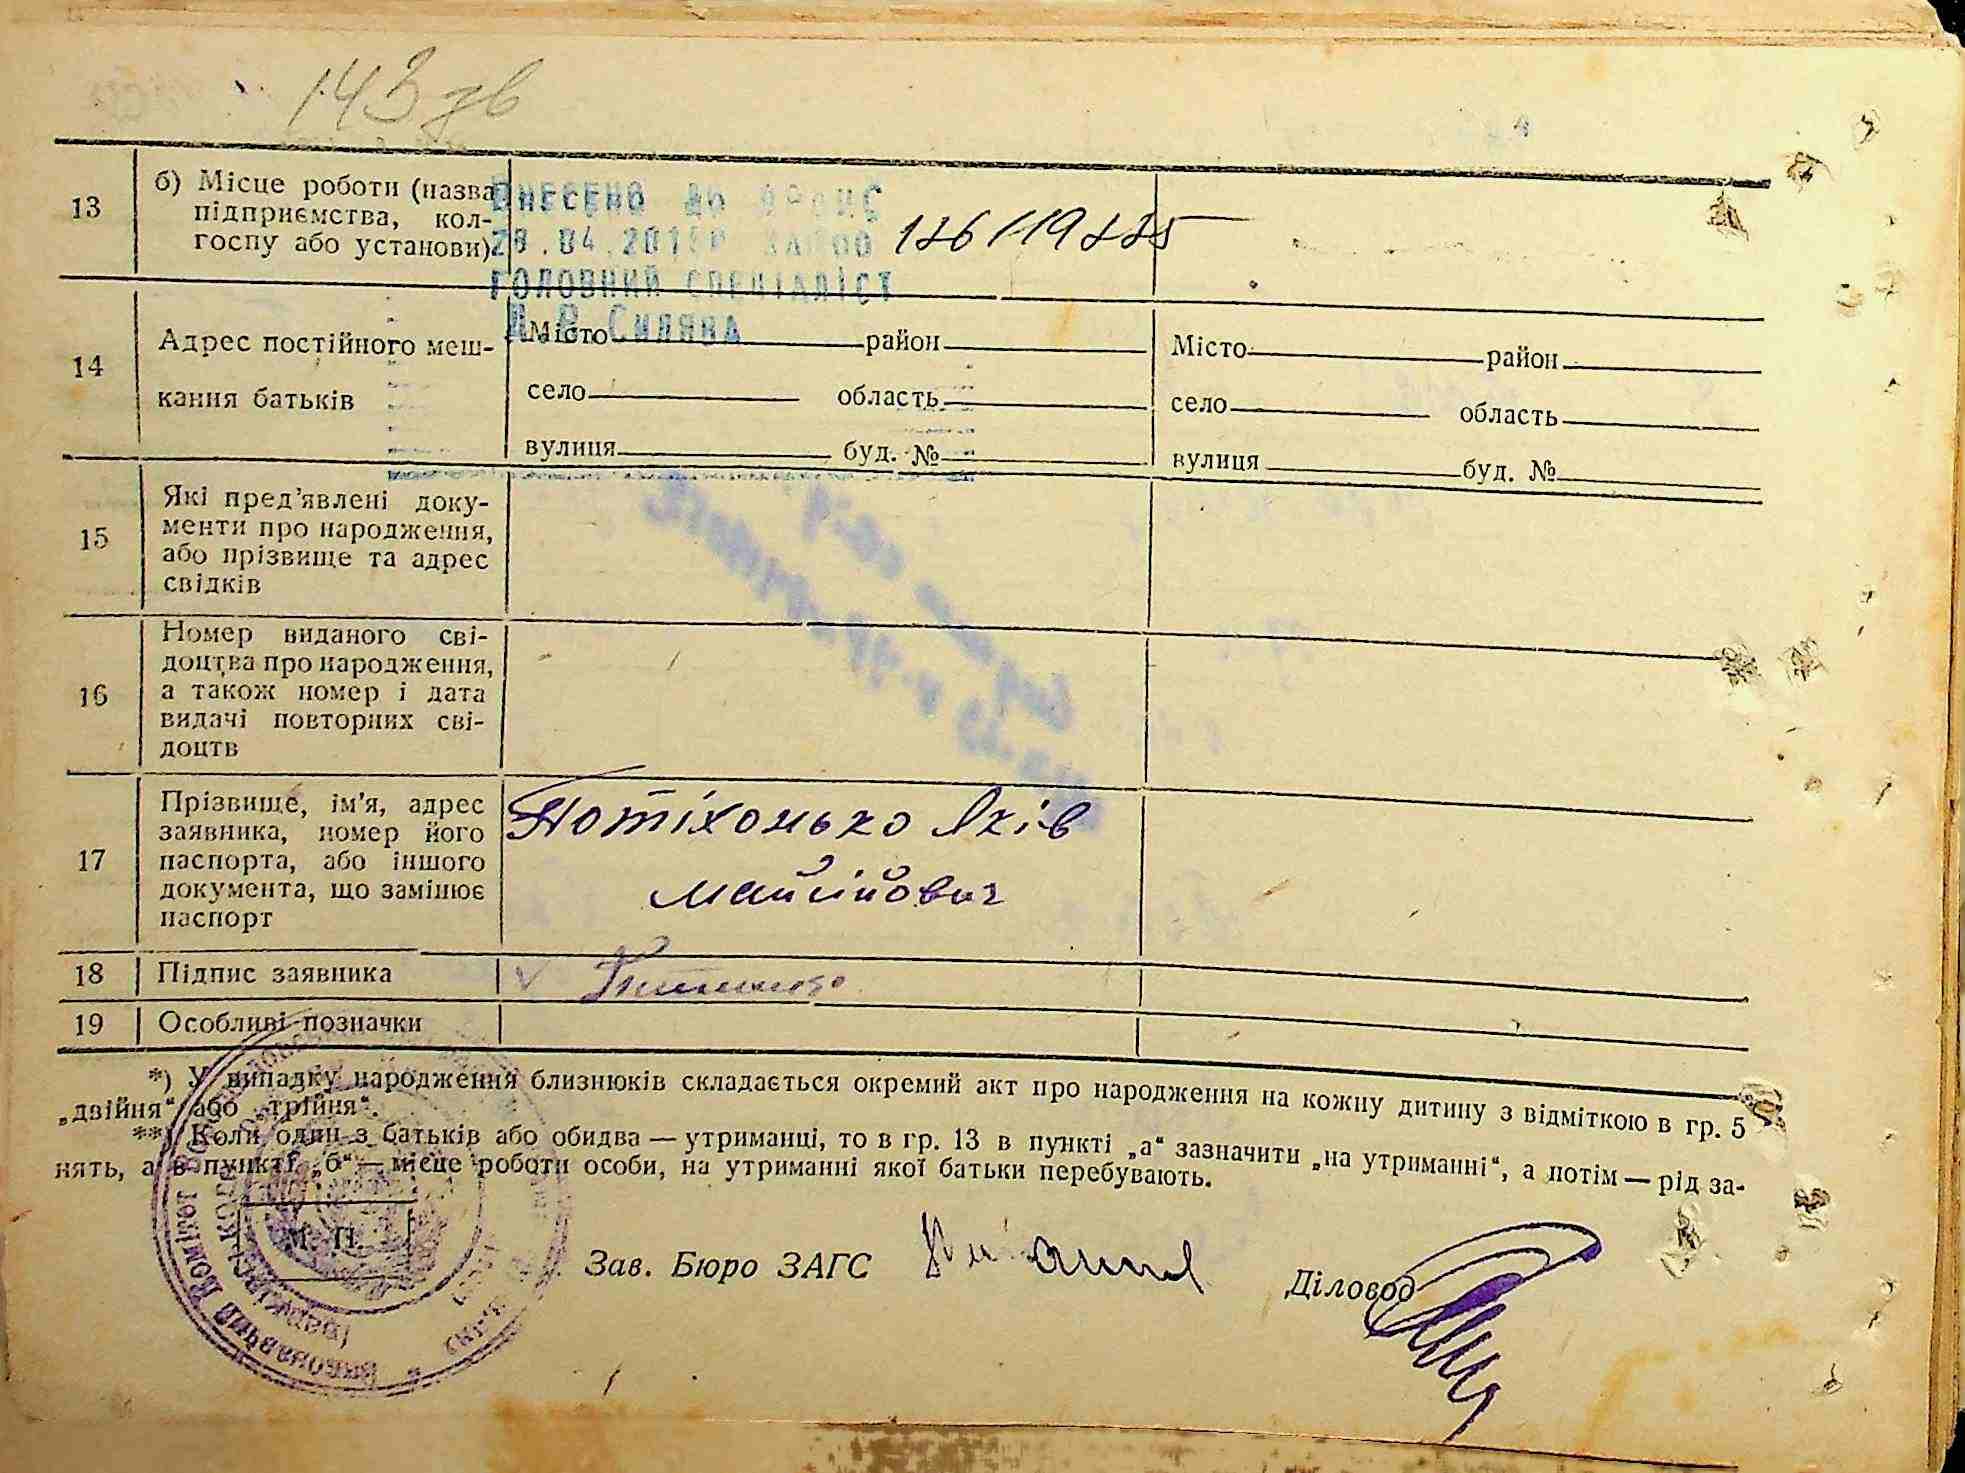 143 зв
13
б) Місце роботи (назва
підприємства, кол-
госпу або установи)
ВНЕСЕНО ДО
28.04.201
ГОЛОВНИЙ СПЕЦІАЛІСТ
14
Адрес постійного меш-
кання батьків
Місто район
село область
вулиця буд. №
Місто район
село область
вулиця буд. №
15
Які пред'явлені доку-
менти про народження,
або прізвище та адрес
свідків
16
Номер виданого сві-
доцтва про народження,
а також номер і дата
видачі повторних сві-
доцтв
17
Прізвище, ім'я, адрес
заявника, номер його
паспорта, або іншого
документа, що замінює
паспорт
Потіхонько Яків
18
Підпис заявника
19
Особливі позначки
*) У випадку народження близнюків складається окремий акт про народження на кожну дитину з відміткою в гр. 5
„двійня“ або „трійня“.
**) Коли один з батьків або обидва — утриманці, то в гр. 13 в пункті „а“ зазначити „на утриманні“, а потім — рід за-
нять, а в пункті „б“ — місце роботи особи, на утриманні якої батьки перебувають.
М. П.
Зав. Бюро ЗАГС
Діловод
Виконавчий Комітет